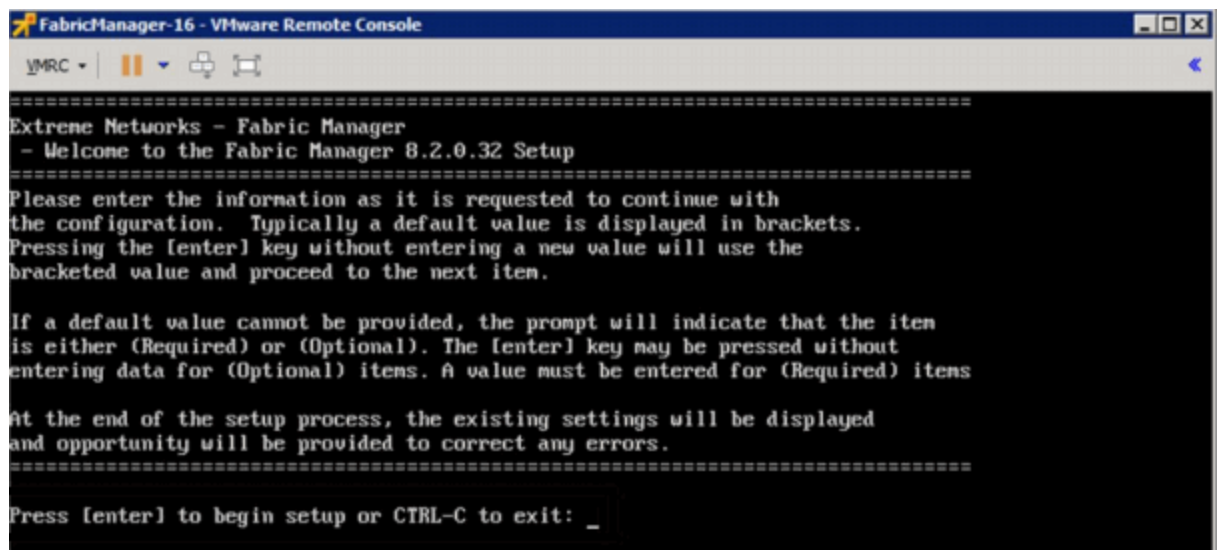 FabricManager-16 - VMware Remote Console
VMRC
================================================================================
Extreme Networks - Fabric Manager
 - Welcome to the Fabric Manager 8.2.0.32 Setup
================================================================================
Please enter the information as it is requested to continue with
the configuration.  Typically a default value is displayed in brackets.
Pressing the [enter] key without entering a new value will use the
bracketed value and proceed to the next item.

If a default value cannot be provided, the prompt will indicate that the item
is either (Required) or (Optional). The [enter] key may be pressed without
entering data for (Optional) items. A value must be entered for (Required) items

At the end of the setup process, the existing settings will be displayed
and opportunity will be provided to correct any errors.
================================================================================

Press [enter] to begin setup or CTRL-C to exit: _